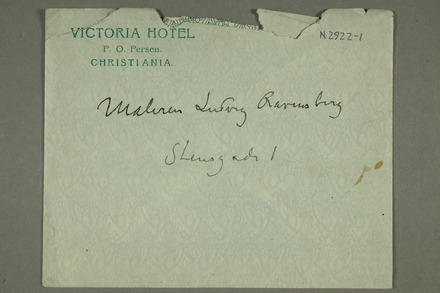 VICTORIA HOTEL
P. O. Persen.
CHRISTIANIA.
N2922-1
Maleren Ludvig Ravensberg
Stensgade 1